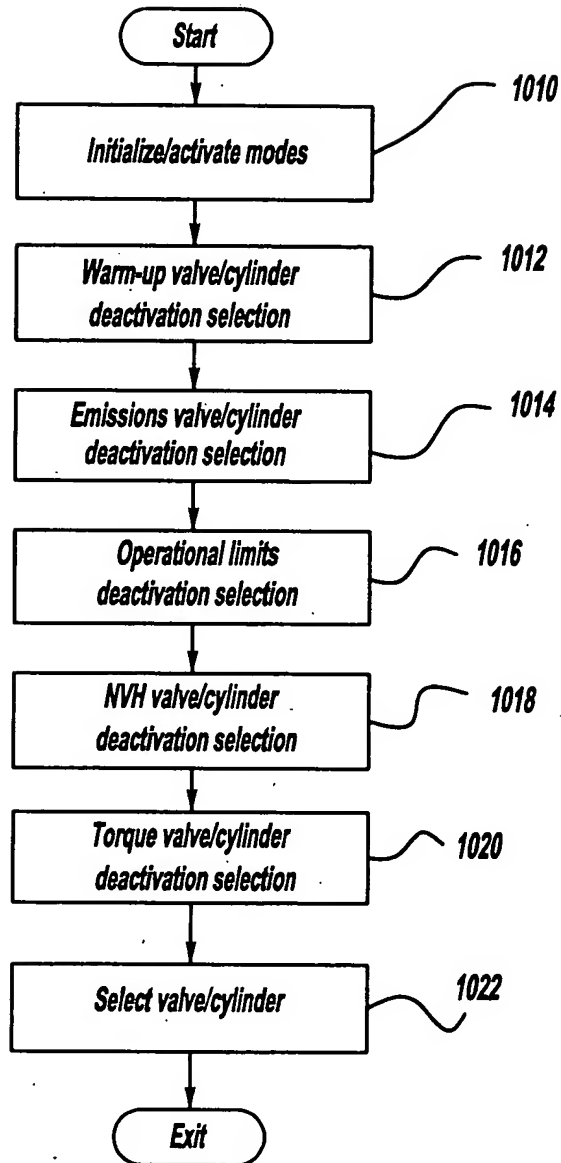 Start
1010
Initialize/activate modes
1012
Warm-up valve/cylinder
deactivation selection
1014
Emissions valve/cylinder
deactivation selection
1016
Operational limits
deactivation selection
1018
NVH valve/cylinder
deactivation selection
1020
Torque valve/cylinder
deactivation selection
1022
Select valve/cylinder
Exit